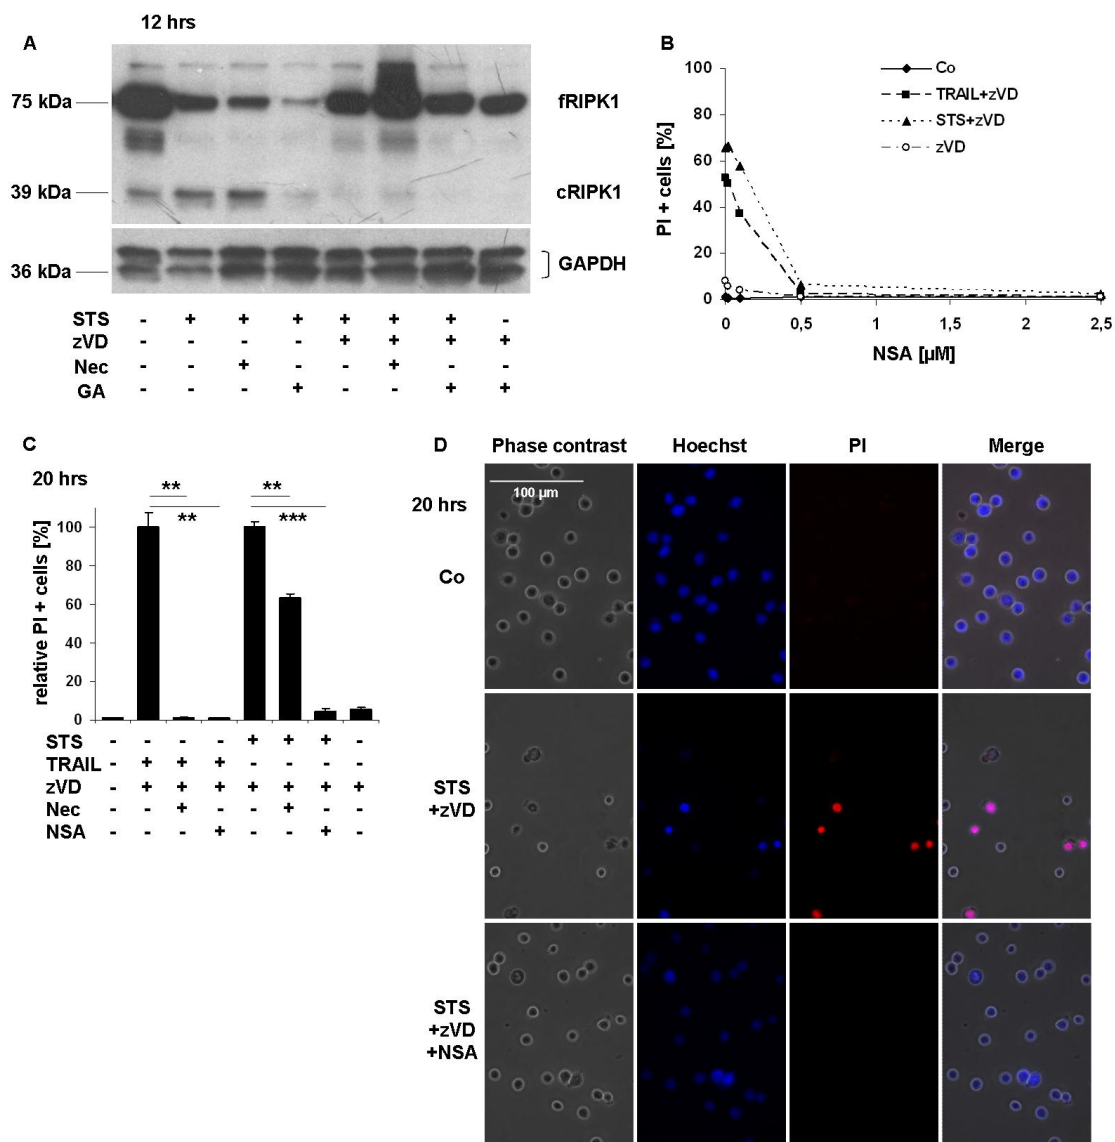 12 hrs
A
75 kDa
fRIPK1
39 kDa
cRIPK1
36 kDa
GAPDH
STS - + + + + + + -
zVD - - - - + + + +
Nec - - + - - + - -
GA - - - + - - + +
B
100
80
60
40
20
0
PI + cells [%]
Co
TRAIL+zVD
STS+zVD
zVD
0 0,5 1 2 2,5
NSA [µM]
C
20 hrs
** **
** ***
100
80
60
40
20
0
relative PI + cells [%]
STS - - - - + + + -
TRAIL - + + + - - - -
zVD - + + + + + + +
Nec - - + - - + - -
NSA - - - + - - + -
D
Phase contrast Hoechst PI Merge
100 µm
20 hrs
Co
STS
+zVD
STS
+zVD
+NSA